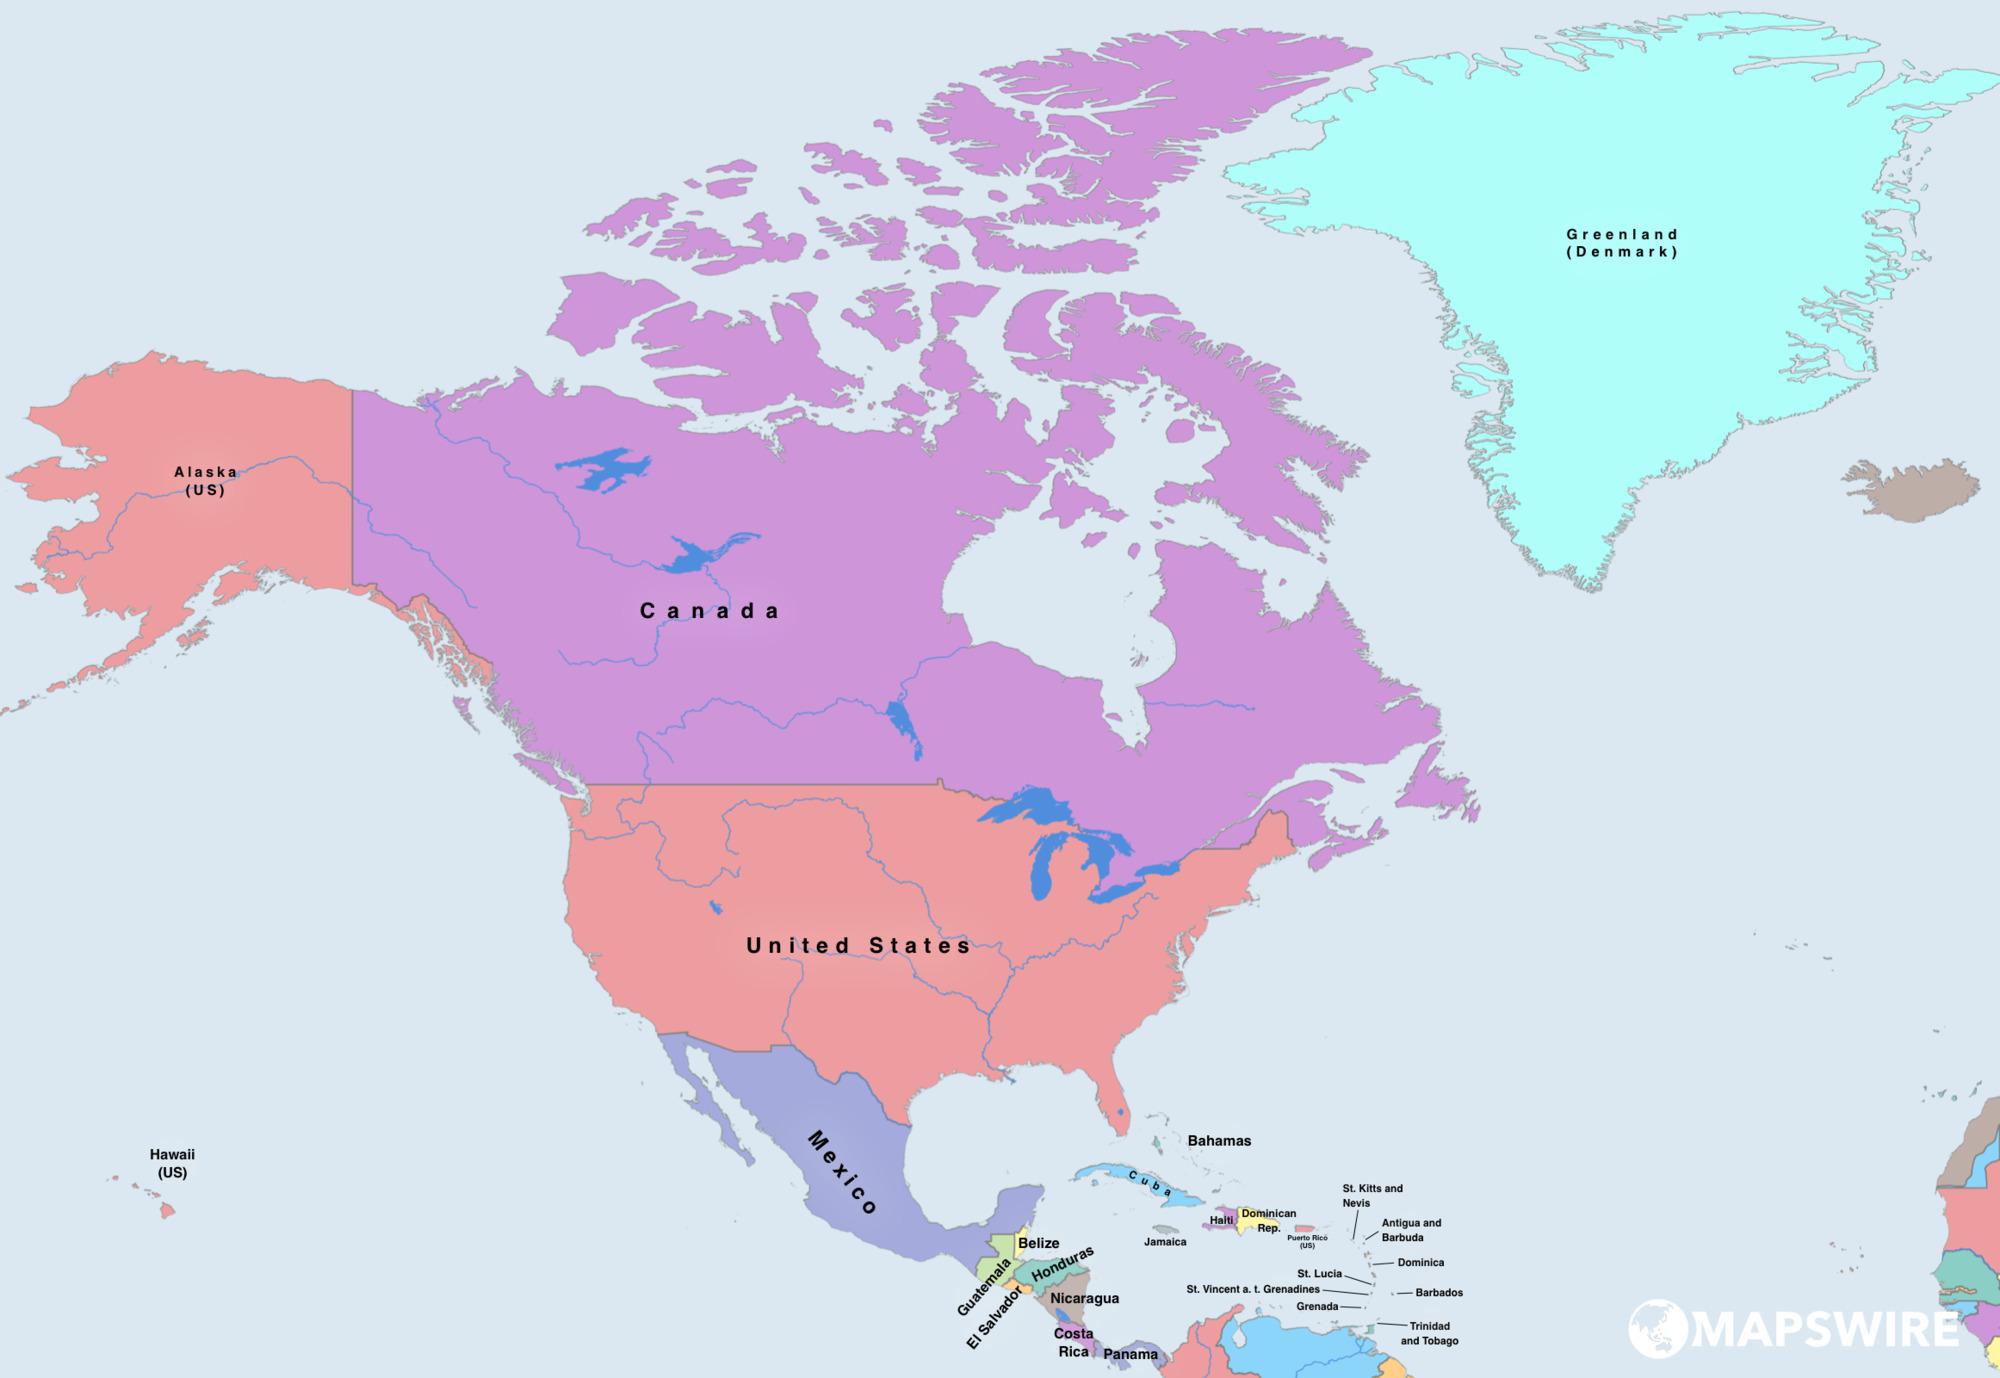 Greenland
(Denmark)
Alaska
(US)
Canada
United States
Mexico
Hawaii
(US)
Bahamas
Cuba
St. Kitts and
Nevis
Haiti
Dominican
Rep.
Puerto Rico
(US)
Antigua and
Barbuda
Jamaica
Belize
Honduras
Dominica
Guatemala
St. Lucia
El Salvador
Nicaragua
St. Vincent a. t. Grenadines
Barbados
Grenada
Costa
Rica
Panama
Trinidad
and Tobago
MAPSWIRE